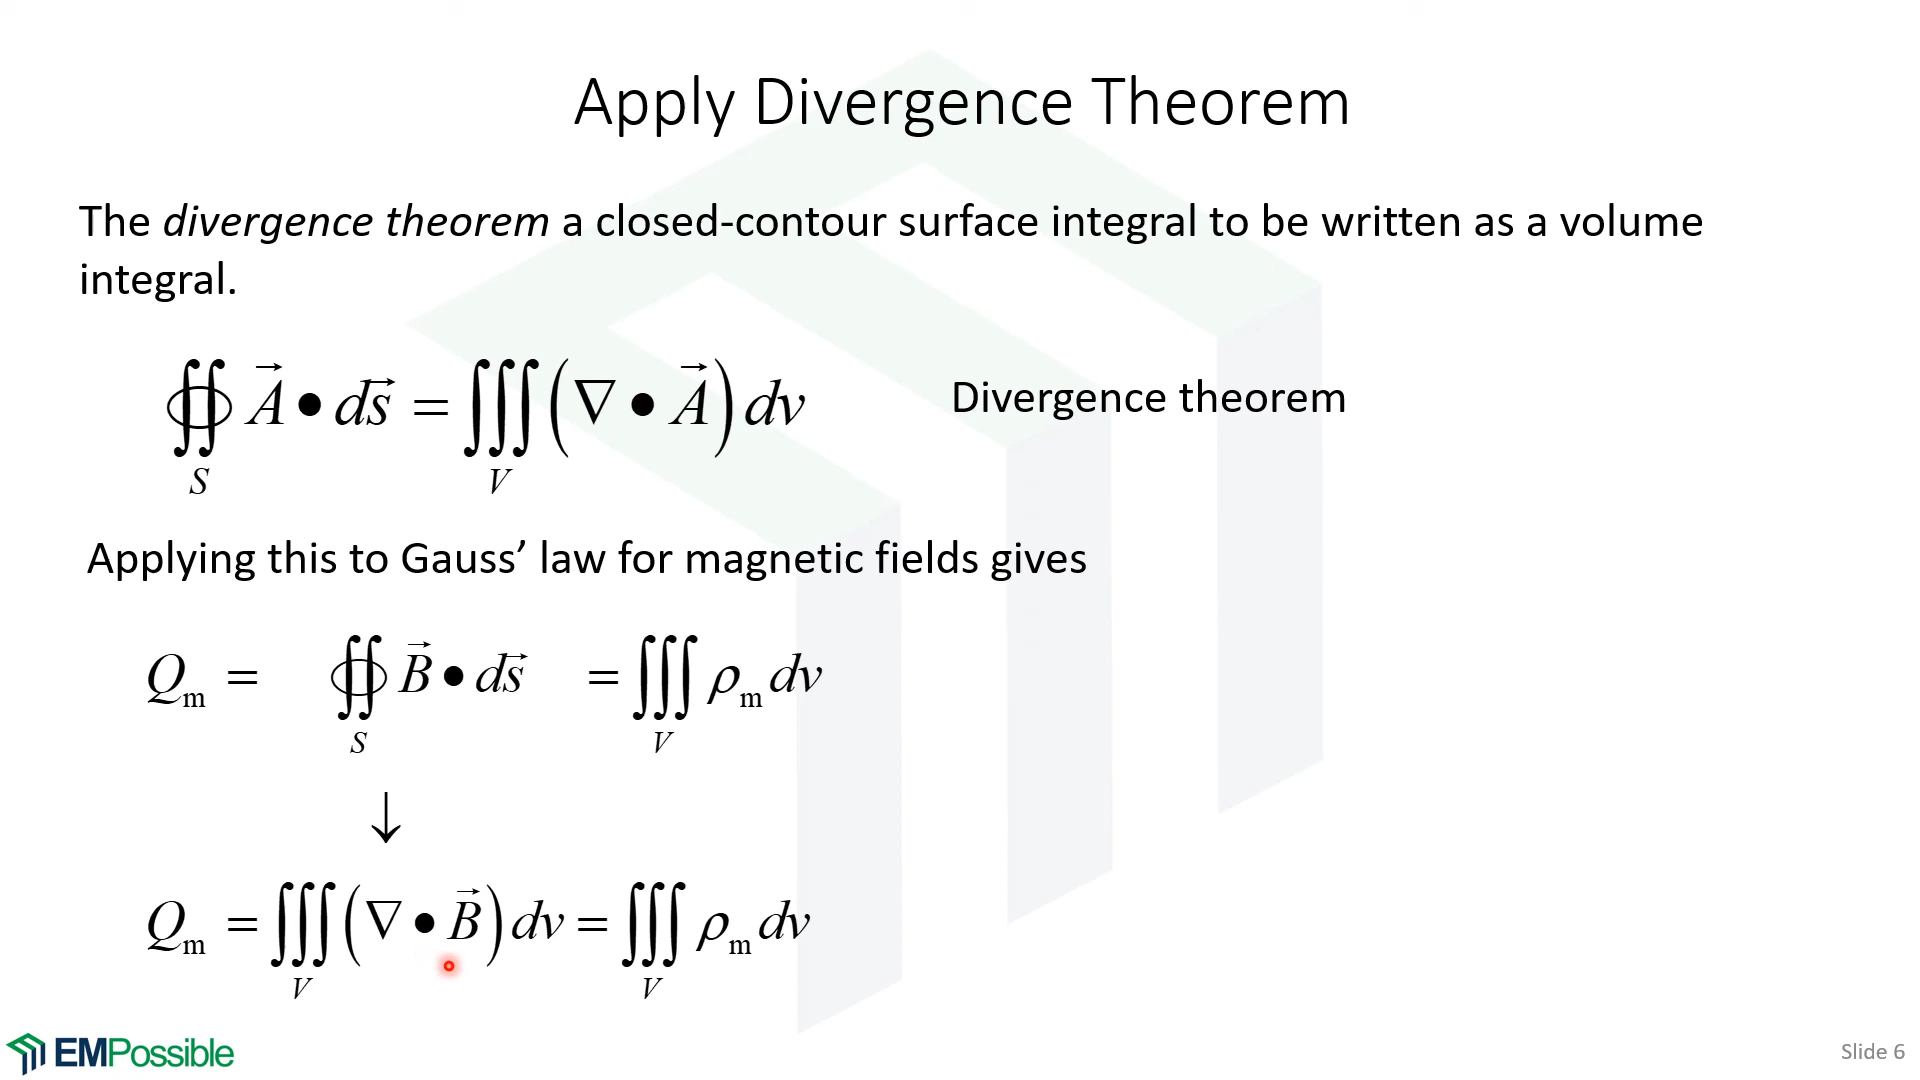 Apply Divergence Theorem
The divergence theorem a closed-contour surface integral to be written as a volume
integral.
∯_S A⃗ • ds⃗ = ∭_V (∇ • A⃗) dv Divergence theorem
Applying this to Gauss’ law for magnetic fields gives
Q_m = ∯_S B⃗ • ds⃗ = ∭_V ρ_m dv
↓
Q_m = ∭_V (∇ • B⃗) dv = ∭_V ρ_m dv
EMPossible
Slide 6